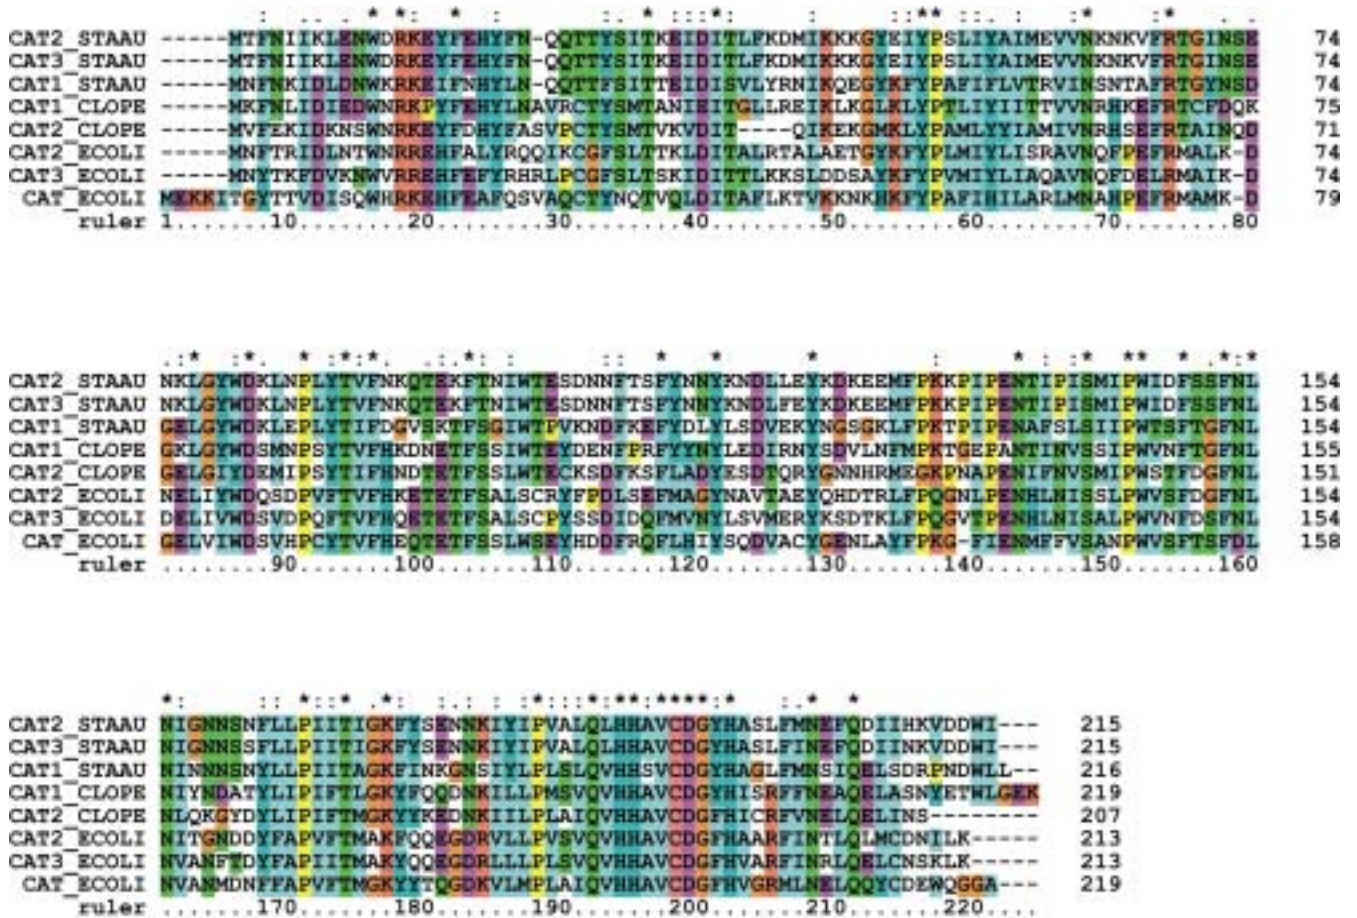 : .. . * *: * : . : * ::: *: : . :** :: : . :* :* . .
CAT2_STAAU -----MTFNIIKLENWDRKEYFEHYFN-QQTTYSITKEIDITLFKDMIKKKGYEIYPSLIYAIMEVVNKNKVFRTGINSE 74
CAT3_STAAU -----MTFNIIKLENWDRKEYFEHYFN-QQTTYSITKEIDITLFKDMIKKKGYEIYPSLIYAIMEVVNKNKVFRTGINSE 74
CAT1_STAAU -----MNFNKIDLDNWKRKEIFNHYLN-QQTTFSITTEIDISVLYRNIKQEGYKFYPAFIFLVTRVINSNTAFRTGYNSD 74
CAT1_CLOPE -----MKFNLIDIEDWNRKPYFEHYLNAVRCTYSMTANIEITGLLREIKLKGLKLYPTLIYIITTVVNRHKEFRTCFDQK 75
CAT2_CLOPE -----MVFEKIDKNSWNRKEYFDHYFASVPCTYSMTVKVDIT----QIKEKGMKLYPAMLYYIAMIVNRHSEFRTAINQD 71
CAT2_ECOLI -----MNFTRIDLNTWNRREHFALYRQQIKCGFSLTTKLDITALRTALAETGYKFYPLMIYLISRAVNQFPEFRMALK-D 74
CAT3_ECOLI -----MNYTKFDVKNWVRREHFEFYRHRLPCGFSLTSKIDITTLKKSLDDSAYKFYPVMIYLIAQAVNQFDELRMAIK-D 74
CAT_ECOLI MEKKITGYTTVDISQWHRKEHFEAFQSVAQCTYNQTVQLDITAFLKTVKKNKHKFYPAFIHILARLMNAHPEFRMAMK-D 79
ruler 1.......10........20........30........40........50........60........70........80
.:* :*. * :*:* .: *: : :: * * * : * :* ** * *:*
CAT2_STAAU NKLGYWDKLNPLYTVFNKQTEKFTNIWTESDNNFTSFYNNYKNDLLEYKDKEEMFPKKPIPENTIPISMIPWIDFSSFNL 154
CAT3_STAAU NKLGYWDKLNPLYTVFNKQTEKFTNIWTESDNNFTSFYNNYKNDLFEYKDKEEMFPKKPIPENTIPISMIPWIDFSSFNL 154
CAT1_STAAU GELGYWDKLEPLYTIFDGVSKTFSGIWTPVKNDFKEFYDLYLSDVEKYNGSGKLFPKTPIPENAFSLSIIPWTSFTGFNL 154
CAT1_CLOPE GKLGYWDSMNPSYTVFHKDNETFSSIWTEYDENFPRFYYNYLEDIRNYSDVLNFMPKTGEPANTINVSSIPWVNFTGFNL 155
CAT2_CLOPE GELGIYDEMIPSYTIFHNDTETFSSLWTECKSDFKSFLADYESDTQRYGNNHRMEGKPNAPENIFNVSMIPWSTFDGFNL 151
CAT2_ECOLI NELIYWDQSDPVFTVFHKETETFSALSCRYFPDLSEFMAGYNAVTAEYQHDTRLFPQGNLPENHLNISSLPWVSFDGFNL 154
CAT3_ECOLI DELIVWDSVDPQFTVFHQETETFSALSCPYSSDIDQFMVNYLSVMERYKSDTKLFPQGVTPENHLNISALPWVNFDSFNL 154
CAT_ECOLI GELVIWDSVHPCYTVFHEQTETFSSLWSEYHDDFRQFLHIYSQDVACYGENLAYFPKG-FIENMFFVSANPWVSFTSFDL 158
ruler ........90.......100.......110.......120.......130.......140.......150.......160
*: :: *::* *: :.: : :*:::*:**:****:* :.* *
CAT2_STAAU NIGNNSNFLLPIITIGKFYSENNKIYIPVALQLHHAVCDGYHASLFMNEFQDIIHKVDDWI--- 215
CAT3_STAAU NIGNNSSFLLPIITIGKFYSENNKIYIPVALQLHHAVCDGYHASLFINEFQDIINKVDDWI--- 215
CAT1_STAAU NINNNSNYLLPIITAGKFINKGNSIYLPLSLQVHHSVCDGYHAGLFMNSIQELSDRPNDWLL-- 216
CAT1_CLOPE NIYNDATYLIPIFTLGKYFQQDNKILLPMSVQVHHAVCDGYHISRFFNEAQELASNYETWLGEK 219
CAT2_CLOPE NLQKGYDYLIPIFTMGKYYKEDNKIILPLAIQVHHAVCDGFHICRFVNELQELINS------- 207
CAT2_ECOLI NITGNDDYFAPVFTMAKFQQEGDRVLLPVSVQVHHAVCDGFHAARFINTLQLMCDNILK----- 213
CAT3_ECOLI NVANFTDYFAPIITMAKYQQEGDRLLLPLSVQVHHAVCDGFHVARFINRLQELCNSKLK----- 213
CAT_ECOLI NVANMDNFFAPVFTMGKYYTQGDKVLMPLAIQVHHAVCDGFHVGRMLNELQQYCDEWQGGA--- 219
ruler .......170.......180.......190.......200.......210.......220....